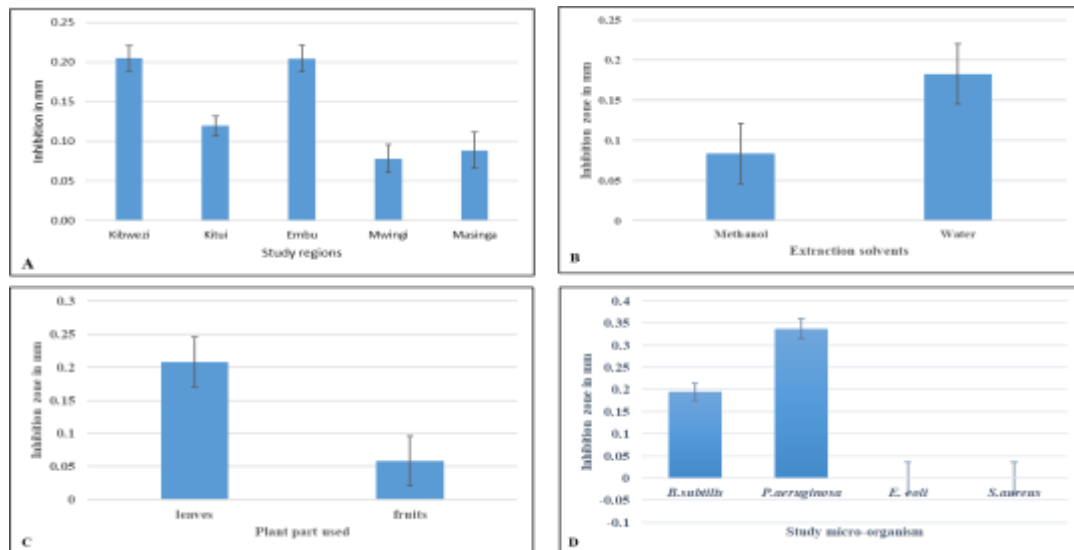 0.25
0.20
0.15
0.10
0.05
0.00
Inhibition in mm
Kibwezi Kitui Embu Mwingi Masinga
Study regions
A
0.25
0.2
0.15
0.1
0.05
0
Inhibition zone in mm
Methanol Water
Extraction solvents
B
0.3
0.25
0.2
0.15
0.1
0.05
0
Inhibition zone in mm
leaves fruits
Plant part used
C
0.4
0.35
0.3
0.25
0.2
0.15
0.1
0.05
0
-0.05
-0.1
Inhibition zone in mm
B.subtilis P.aeruginosa E. coli S.aureus
Study micro-organism
D